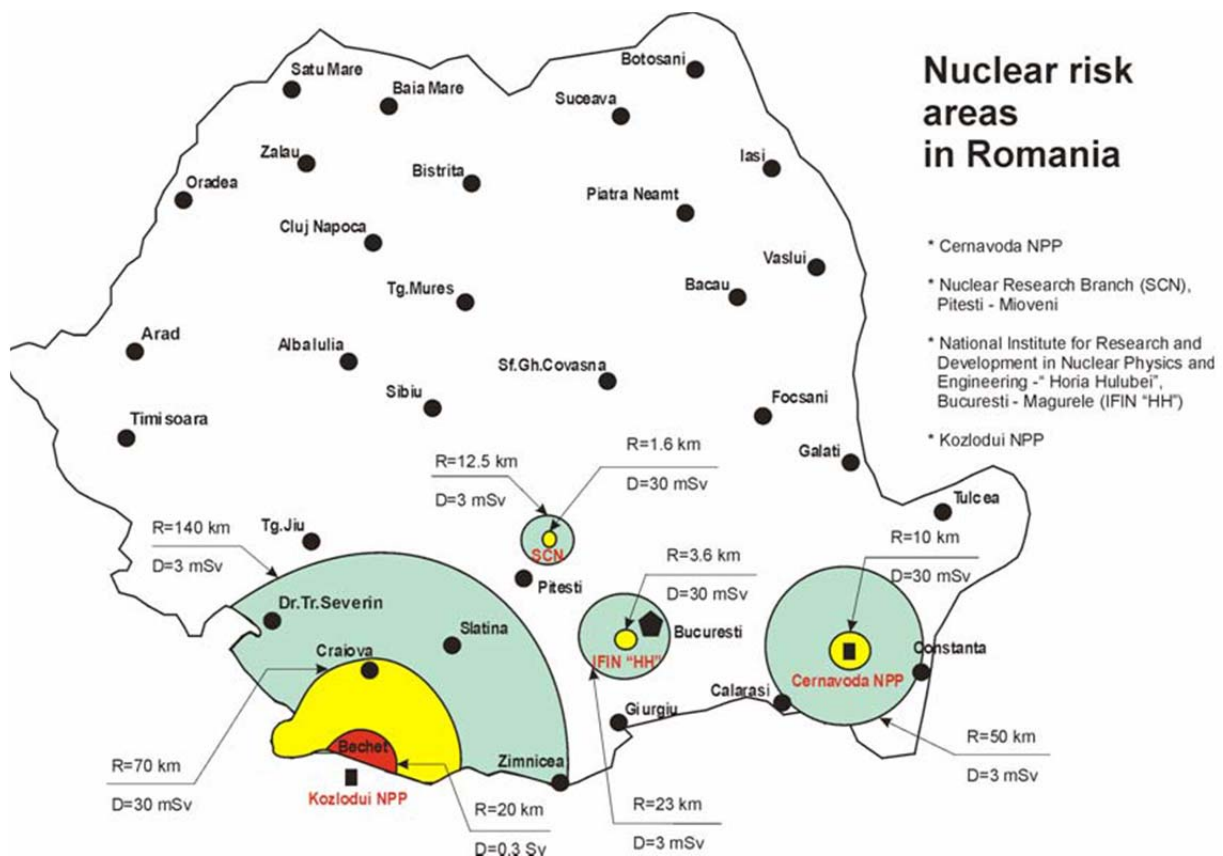 Nuclear risk
areas
in Romania
* Cernavoda NPP
* Nuclear Research Branch (SCN),
Pitesti - Mioveni
* National Institute for Research and
Development in Nuclear Physics and
Engineering -“ Horia Hulubei”,
Bucuresti - Magurele (IFIN “HH”)
* Kozlodui NPP
Botosani
Satu Mare
Baia Mare
Suceava
Zalau
Iasi
Bistrita
Oradea
Piatra Neamt
Cluj Napoca
Vaslui
Tg.Mures
Bacau
Arad
Alba Iulia
Sf.Gh.Covasna
Sibiu
Focsani
Timisoara
Galati
R=1.6 km
D=30 mSv
R=12.5 km
D=3 mSv
Tulcea
Tg.Jiu
R=140 km
D=3 mSv
SCN
R=10 km
D=30 mSv
R=3.6 km
D=30 mSv
Pitesti
Dr.Tr.Severin
Slatina
Bucuresti
Craiova
IFIN “HH”
Constanta
Cernavoda NPP
Calarasi
Giurgiu
Bechet
Zimnicea
R=50 km
D=3 mSv
R=70 km
D=30 mSv
Kozlodui NPP
R=20 km
D=0.3 Sv
R=23 km
D=3 mSv